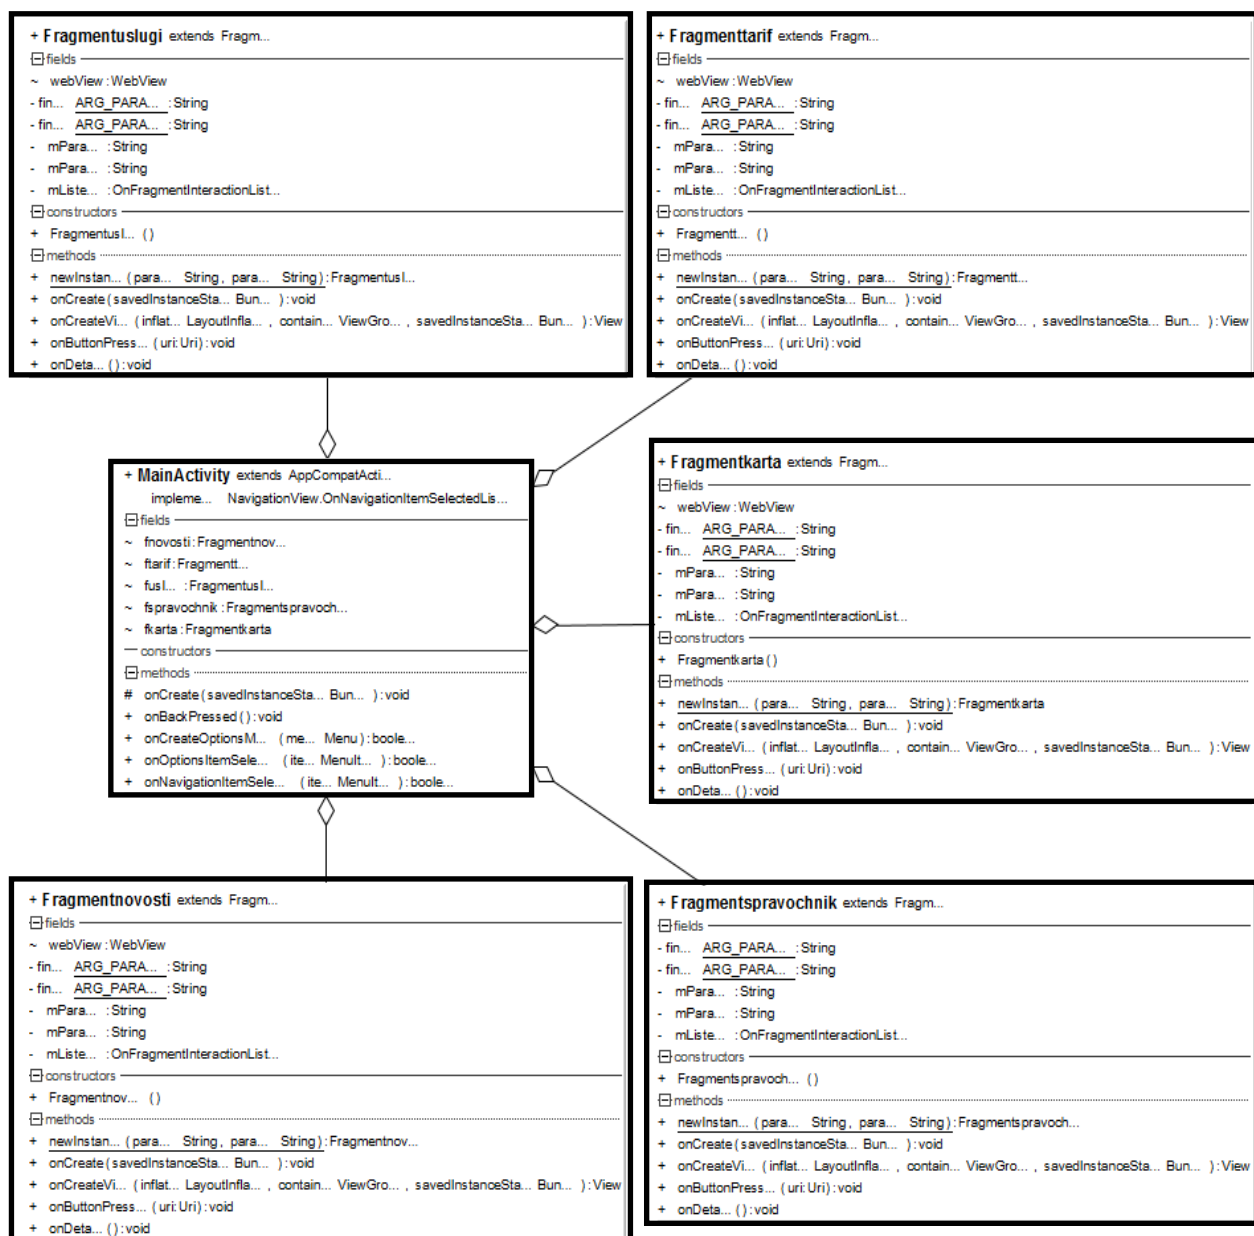 + Fragmentuslugi extends Fragm...
fields
~ webView : WebView
- fin... ARG_PARA... : String
- fin... ARG_PARA... : String
- mPara... : String
- mPara... : String
- mListe... : OnFragmentInteractionList...
constructors
+ Fragmentusl... ()
methods
+ newInstan... (para... String, para... String) : Fragmentusl...
+ onCreate (savedInstanceSta... Bun... ) : void
+ onCreateVi... (inflat... LayoutInfla... , contain... ViewGro... , savedInstanceSta... Bun... ) : View
+ onButtonPress... (uri: Uri) : void
+ onDeta... () : void
+ Fragmenttarif extends Fragm...
fields
~ webView : WebView
- fin... ARG_PARA... : String
- fin... ARG_PARA... : String
- mPara... : String
- mPara... : String
- mListe... : OnFragmentInteractionList...
constructors
+ Fragmentt... ()
methods
+ newInstan... (para... String, para... String) : Fragmentt...
+ onCreate (savedInstanceSta... Bun... ) : void
+ onCreateVi... (inflat... LayoutInfla... , contain... ViewGro... , savedInstanceSta... Bun... ) : View
+ onButtonPress... (uri: Uri) : void
+ onDeta... () : void
+ MainActivity extends AppCompatActi...
impleme... NavigationView.OnNavigationItemSelectedLis...
fields
~ fnovosti : Fragmentnov...
~ ftarif : Fragmentt...
~ fusl... : Fragmentusl...
~ fspravochnik : Fragmentspravoch...
~ fkarta : Fragmentkarta
constructors
methods
# onCreate (savedInstanceSta... Bun... ) : void
+ onBackPressed () : void
+ onCreateOptionsM... (me... Menu) : boole...
+ onOptionsItemSele... (ite... MenuIt... ) : boole...
+ onNavigationItemSele... (ite... MenuIt... ) : boole...
+ Fragmentkarta extends Fragm...
fields
~ webView : WebView
- fin... ARG_PARA... : String
- fin... ARG_PARA... : String
- mPara... : String
- mPara... : String
- mListe... : OnFragmentInteractionList...
constructors
+ Fragmentkarta ()
methods
+ newInstan... (para... String, para... String) : Fragmentkarta
+ onCreate (savedInstanceSta... Bun... ) : void
+ onCreateVi... (inflat... LayoutInfla... , contain... ViewGro... , savedInstanceSta... Bun... ) : View
+ onButtonPress... (uri: Uri) : void
+ onDeta... () : void
+ Fragmentnovosti extends Fragm...
fields
~ webView : WebView
- fin... ARG_PARA... : String
- fin... ARG_PARA... : String
- mPara... : String
- mPara... : String
- mListe... : OnFragmentInteractionList...
constructors
+ Fragmentnov... ()
methods
+ newInstan... (para... String, para... String) : Fragmentnov...
+ onCreate (savedInstanceSta... Bun... ) : void
+ onCreateVi... (inflat... LayoutInfla... , contain... ViewGro... , savedInstanceSta... Bun... ) : View
+ onButtonPress... (uri: Uri) : void
+ onDeta... () : void
+ Fragmentspravochnik extends Fragm...
fields
- fin... ARG_PARA... : String
- fin... ARG_PARA... : String
- mPara... : String
- mPara... : String
- mListe... : OnFragmentInteractionList...
constructors
+ Fragmentspravoch... ()
methods
+ newInstan... (para... String, para... String) : Fragmentspravoch...
+ onCreate (savedInstanceSta... Bun... ) : void
+ onCreateVi... (inflat... LayoutInfla... , contain... ViewGro... , savedInstanceSta... Bun... ) : View
+ onButtonPress... (uri: Uri) : void
+ onDeta... () : void